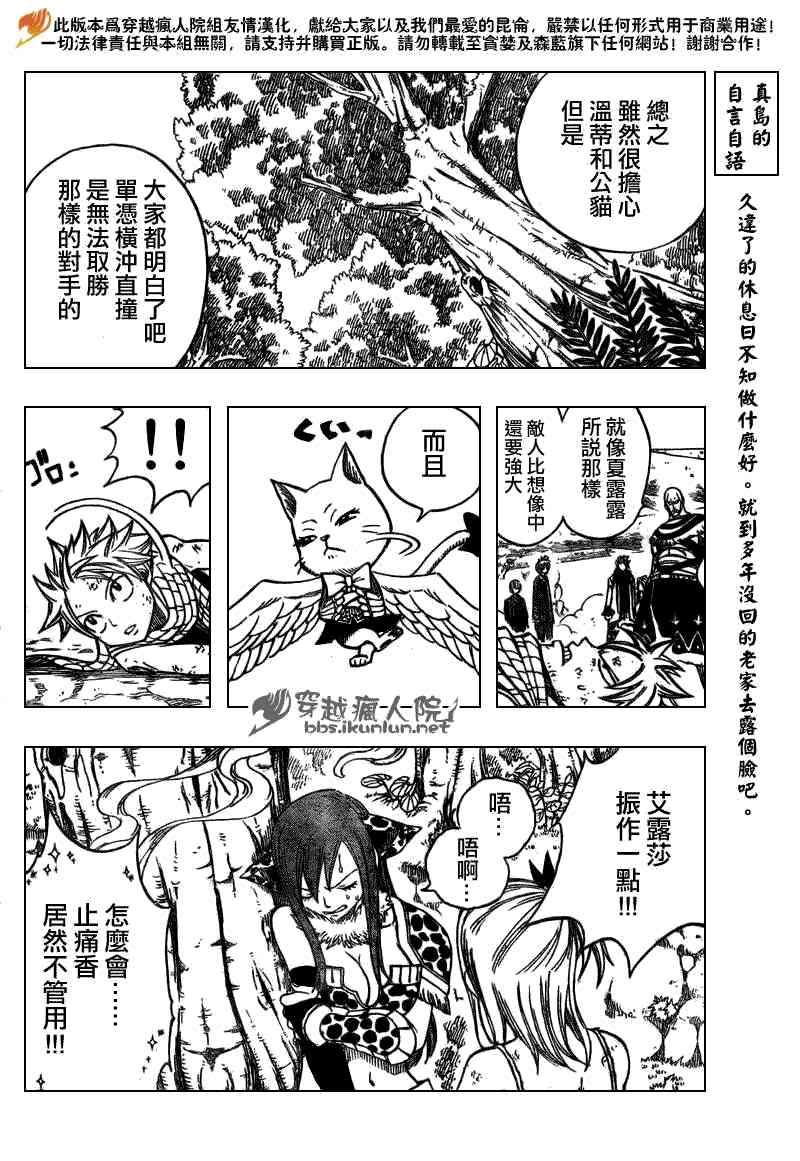 此版本爲穿越瘋人院組友情漢化，獻給大家以及我們最愛的昆侖，嚴禁以任何形式用于商業用途！
一切法律責任與本組無關，請支持并購買正版。請勿轉載至貪婪及森藍旗下任何網站！謝謝合作！
真島的
自言自語
久違了的休息日不知做什麼好。就到多年沒回的老家去露個臉吧。
總之
雖然很擔心
溫蒂和公貓
但是
大家都明白了吧
單憑橫沖直撞
是無法取勝
那樣的對手的
就像夏露露
所說那樣
敵人比想像中
還要強大
而且
くいっ
!!
ゴロ
穿越瘋人院
bbs.ikunlun.net
艾露莎
振作一點!!!
唔…
唔啊…
怎麼會……
止痛香
居然不管用!!!